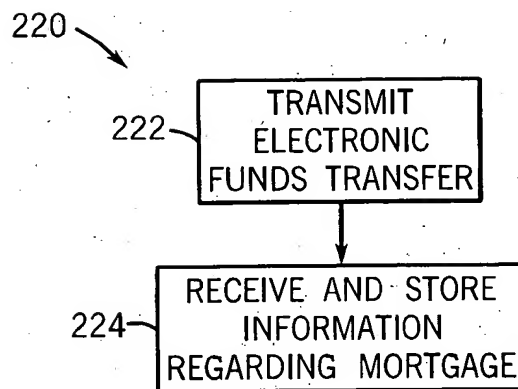 220
222
TRANSMIT
ELECTRONIC
FUNDS TRANSFER
224
RECEIVE AND STORE
INFORMATION
REGARDING MORTGAGE